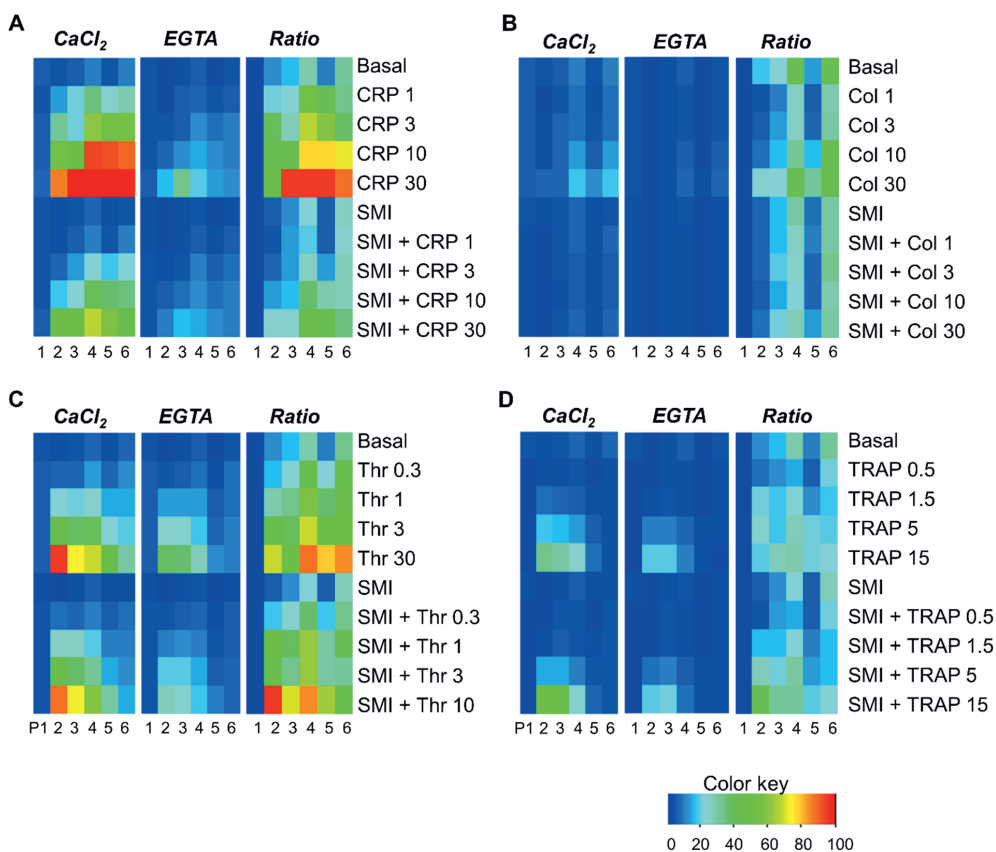 A
CaCl₂ EGTA Ratio
Basal
CRP 1
CRP 3
CRP 10
CRP 30
SMI
SMI + CRP 1
SMI + CRP 3
SMI + CRP 10
SMI + CRP 30
1 2 3 4 5 6 1 2 3 4 5 6 1 2 3 4 5 6
B
CaCl₂ EGTA Ratio
Basal
Col 1
Col 3
Col 10
Col 30
SMI
SMI + Col 1
SMI + Col 3
SMI + Col 10
SMI + Col 30
1 2 3 4 5 6 1 2 3 4 5 6 1 2 3 4 5 6
C
CaCl₂ EGTA Ratio
Basal
Thr 0.3
Thr 1
Thr 3
Thr 30
SMI
SMI + Thr 0.3
SMI + Thr 1
SMI + Thr 3
SMI + Thr 10
P1 2 3 4 5 6 1 2 3 4 5 6 1 2 3 4 5 6
D
CaCl₂ EGTA Ratio
Basal
TRAP 0.5
TRAP 1.5
TRAP 5
TRAP 15
SMI
SMI + TRAP 0.5
SMI + TRAP 1.5
SMI + TRAP 5
SMI + TRAP 15
P1 2 3 4 5 6 1 2 3 4 5 6 1 2 3 4 5 6
Color key
0 20 40 60 80 100